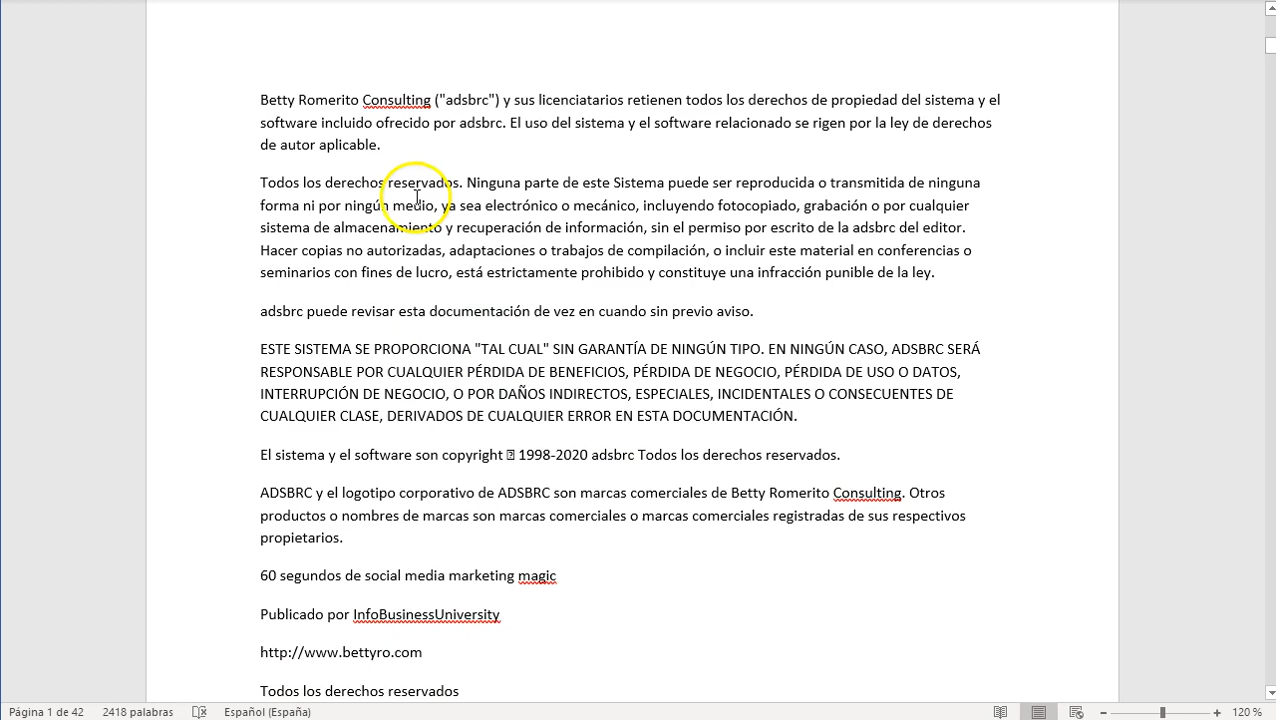 Betty Romerito Consulting ("adsbrc") y sus licenciatarios retienen todos los derechos de propiedad del sistema y el
software incluido ofrecido por adsbrc. El uso del sistema y el software relacionado se rigen por la ley de derechos
de autor aplicable.
Todos los derechos reservados. Ninguna parte de este Sistema puede ser reproducida o transmitida de ninguna
forma ni por ningún medio, ya sea electrónico o mecánico, incluyendo fotocopiado, grabación o por cualquier
sistema de almacenamiento y recuperación de información, sin el permiso por escrito de la adsbrc del editor.
Hacer copias no autorizadas, adaptaciones o trabajos de compilación, o incluir este material en conferencias o
seminarios con fines de lucro, está estrictamente prohibido y constituye una infracción punible de la ley.
adsbrc puede revisar esta documentación de vez en cuando sin previo aviso.
ESTE SISTEMA SE PROPORCIONA "TAL CUAL" SIN GARANTÍA DE NINGÚN TIPO. EN NINGÚN CASO, ADSBRC SERÁ
RESPONSABLE POR CUALQUIER PÉRDIDA DE BENEFICIOS, PÉRDIDA DE NEGOCIO, PÉRDIDA DE USO O DATOS,
INTERRUPCIÓN DE NEGOCIO, O POR DAÑOS INDIRECTOS, ESPECIALES, INCIDENTALES O CONSECUENTES DE
CUALQUIER CLASE, DERIVADOS DE CUALQUIER ERROR EN ESTA DOCUMENTACIÓN.
El sistema y el software son copyright 1998-2020 adsbrc Todos los derechos reservados.
ADSBRC y el logotipo corporativo de ADSBRC son marcas comerciales de Betty Romerito Consulting. Otros
productos o nombres de marcas son marcas comerciales o marcas comerciales registradas de sus respectivos
propietarios.
60 segundos de social media marketing magic
Publicado por InfoBusinessUniversity
http://www.bettyro.com
Todos los derechos reservados
Página 1 de 42 2418 palabras Español (España) 120 %